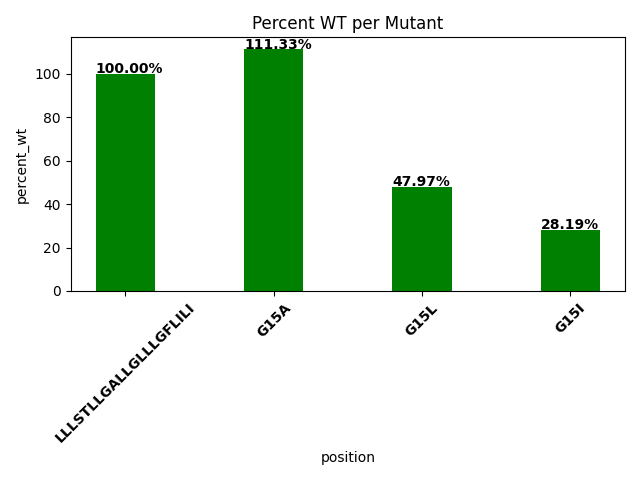 Percent WT per Mutant
percent_wt
100
80
60
40
20
0
100.00%
111.33%
47.97%
28.19%
LLLSTLLGALLGLLLGFLILI
G15A
G15L
G15I
position